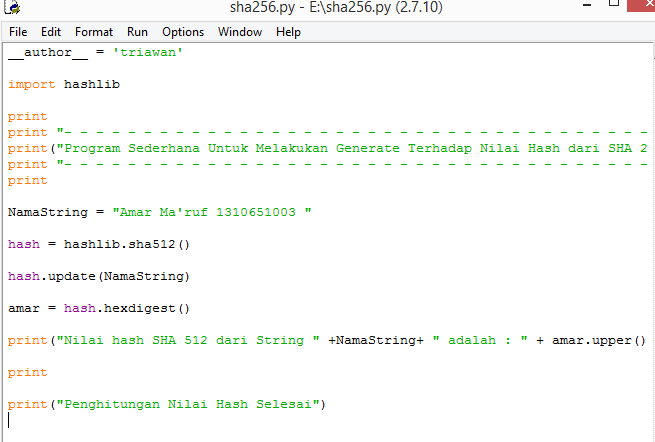 sha256.py - E:\sha256.py (2.7.10)
File Edit Format Run Options Window Help
__author__ = 'triawan'
import hashlib
print
print "- - - - - - - - - - - - - - - - - - - - - - - - - - - - - - - - - - - - -
print("Program Sederhana Untuk Melakukan Generate Terhadap Nilai Hash dari SHA 2
print "- - - - - - - - - - - - - - - - - - - - - - - - - - - - - - - - - - - - -
print
NamaString = "Amar Ma'ruf 1310651003 "
hash = hashlib.sha512()
hash.update(NamaString)
amar = hash.hexdigest()
print("Nilai hash SHA 512 dari String " +NamaString+ " adalah : " + amar.upper()
print
print("Penghitungan Nilai Hash Selesai")